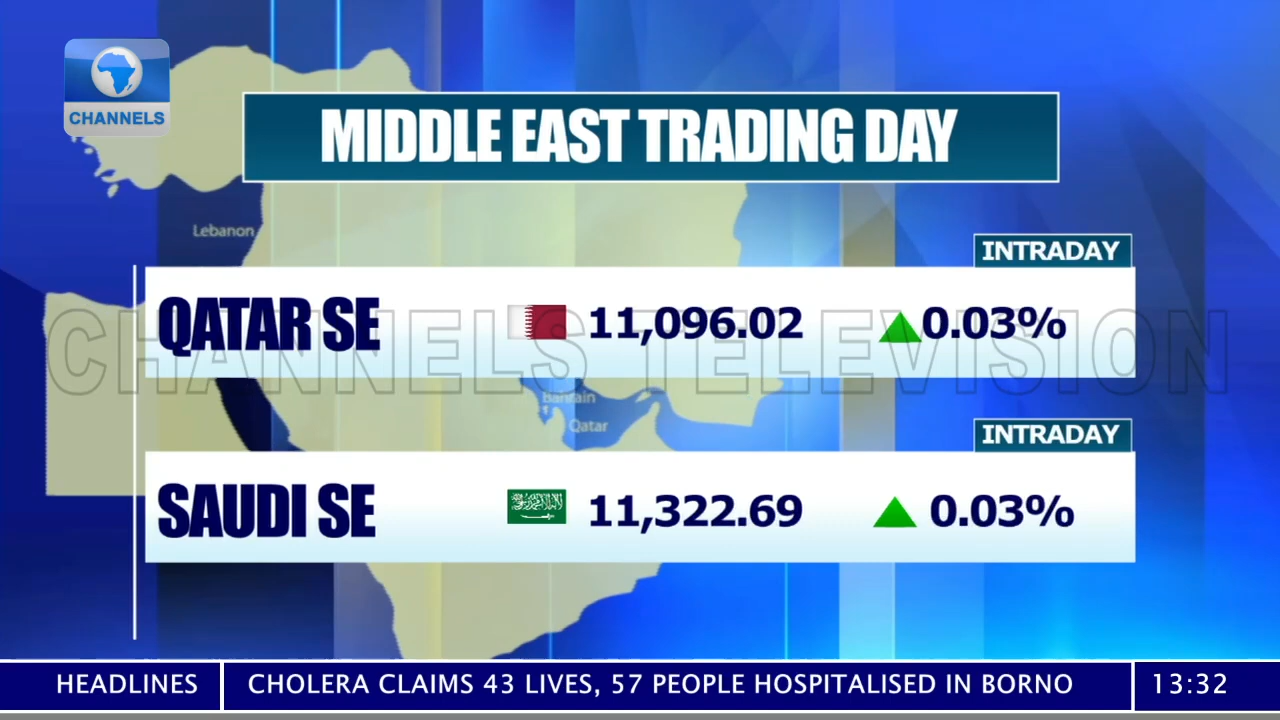 CHANNELS
MIDDLE EAST TRADING DAY
Lebanon
INTRADAY
QATAR SE 11,096.02 0.03%
CHANNELS TELEVISION
Bahrain
Qatar
INTRADAY
SAUDI SE 11,322.69 0.03%
HEADLINES CHOLERA CLAIMS 43 LIVES, 57 PEOPLE HOSPITALISED IN BORNO 13:32